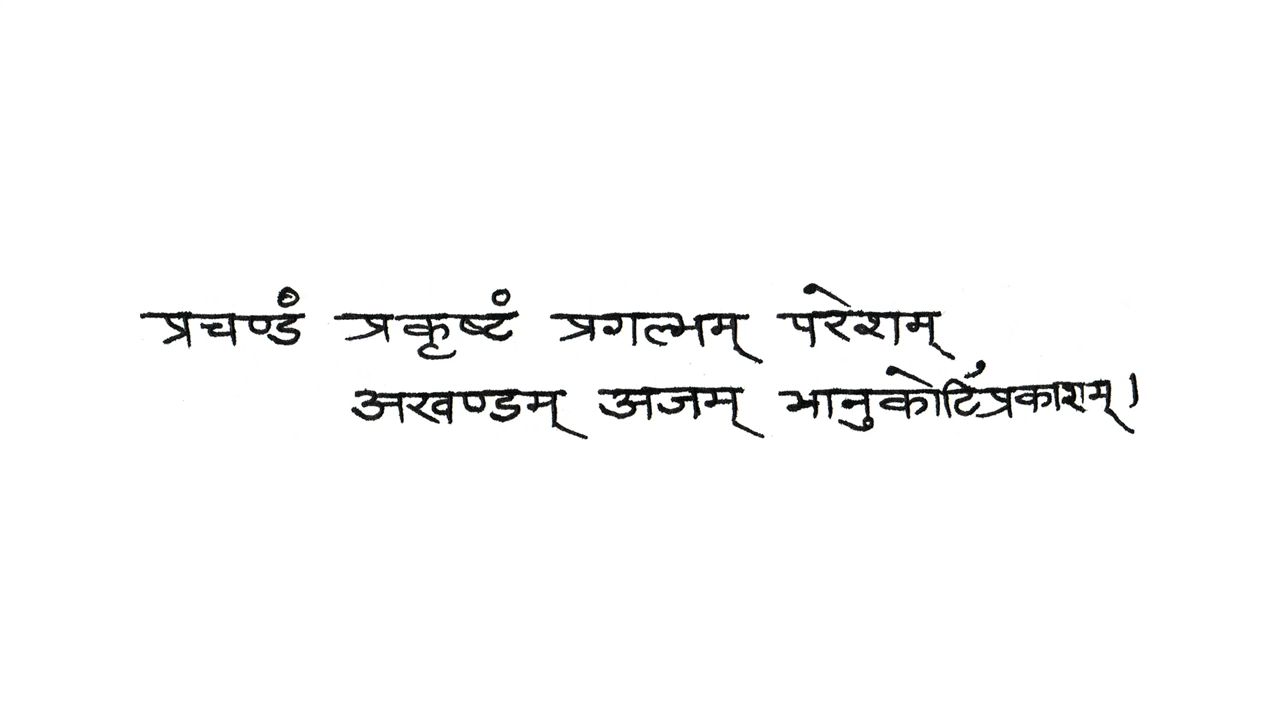 प्रचण्डं प्रकृष्टं प्रगल्भम् परेशम्
अखण्डम् अजम् भानुकोटिंप्रकाशम्।